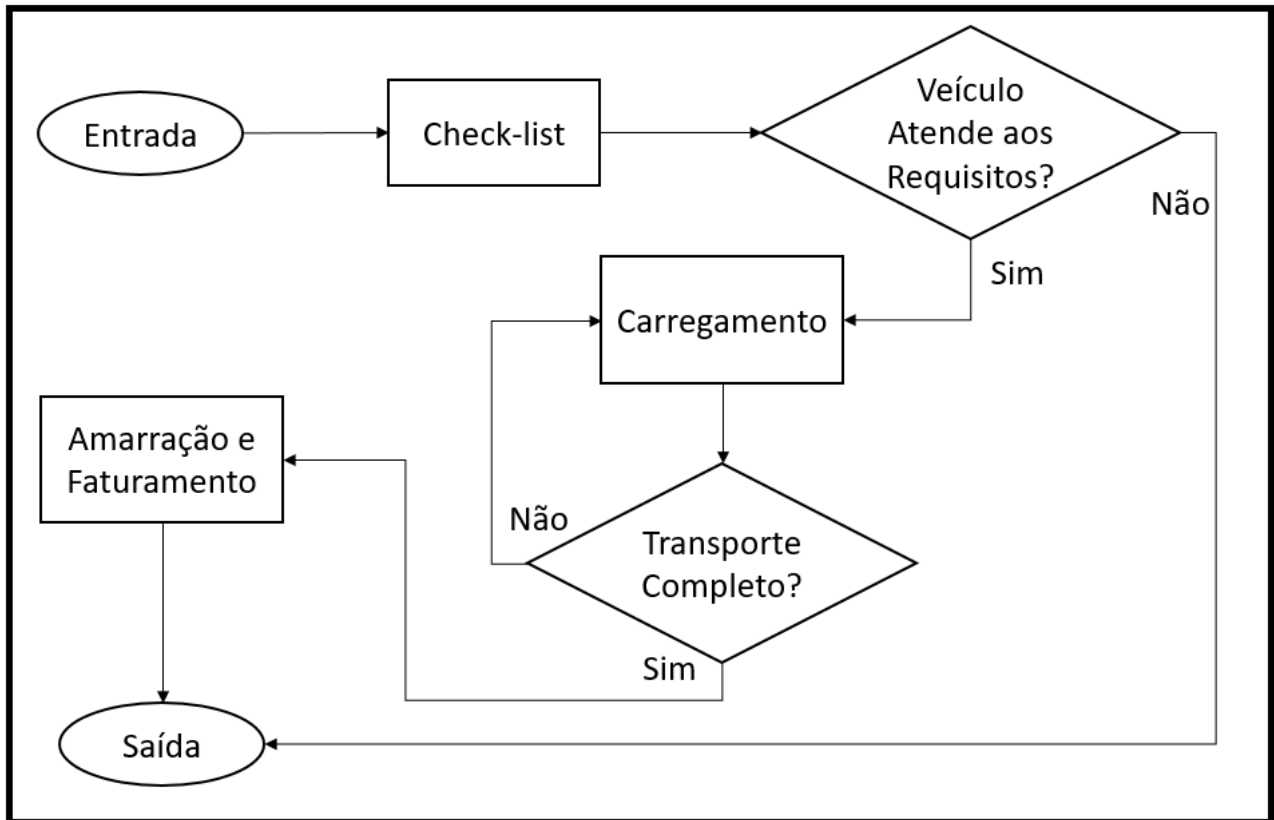 Entrada
Check-list
Veículo
Atende aos
Requisitos?
Não
Sim
Carregamento
Amarração e
Faturamento
Não
Transporte
Completo?
Sim
Saída